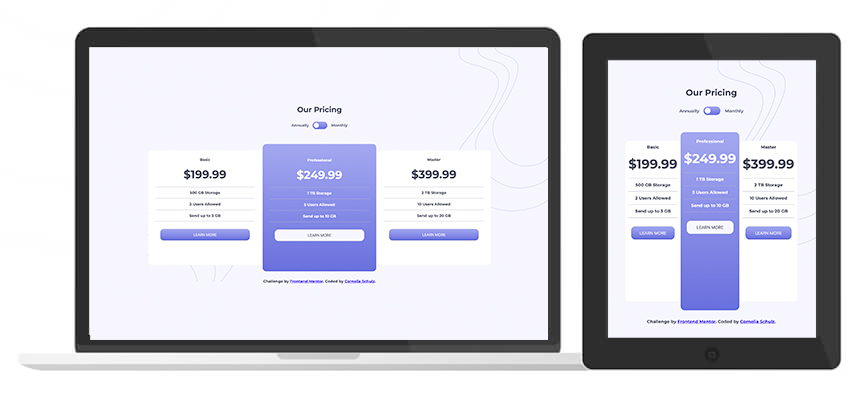 Our Pricing
Annually Monthly
Basic
$199.99
500 GB Storage
2 Users Allowed
Send up to 3 GB
LEARN MORE
Professional
$249.99
1 TB Storage
5 Users Allowed
Send up to 10 GB
LEARN MORE
Master
$399.99
2 TB Storage
10 Users Allowed
Send up to 20 GB
LEARN MORE
Challenge by Frontend Mentor. Coded by Cornelia Schulz.
Our Pricing
Annually Monthly
Basic
$199.99
500 GB Storage
2 Users Allowed
Send up to 3 GB
LEARN MORE
Professional
$249.99
1 TB Storage
5 Users Allowed
Send up to 10 GB
LEARN MORE
Master
$399.99
2 TB Storage
10 Users Allowed
Send up to 20 GB
LEARN MORE
Challenge by Frontend Mentor. Coded by Cornelia Schulz.